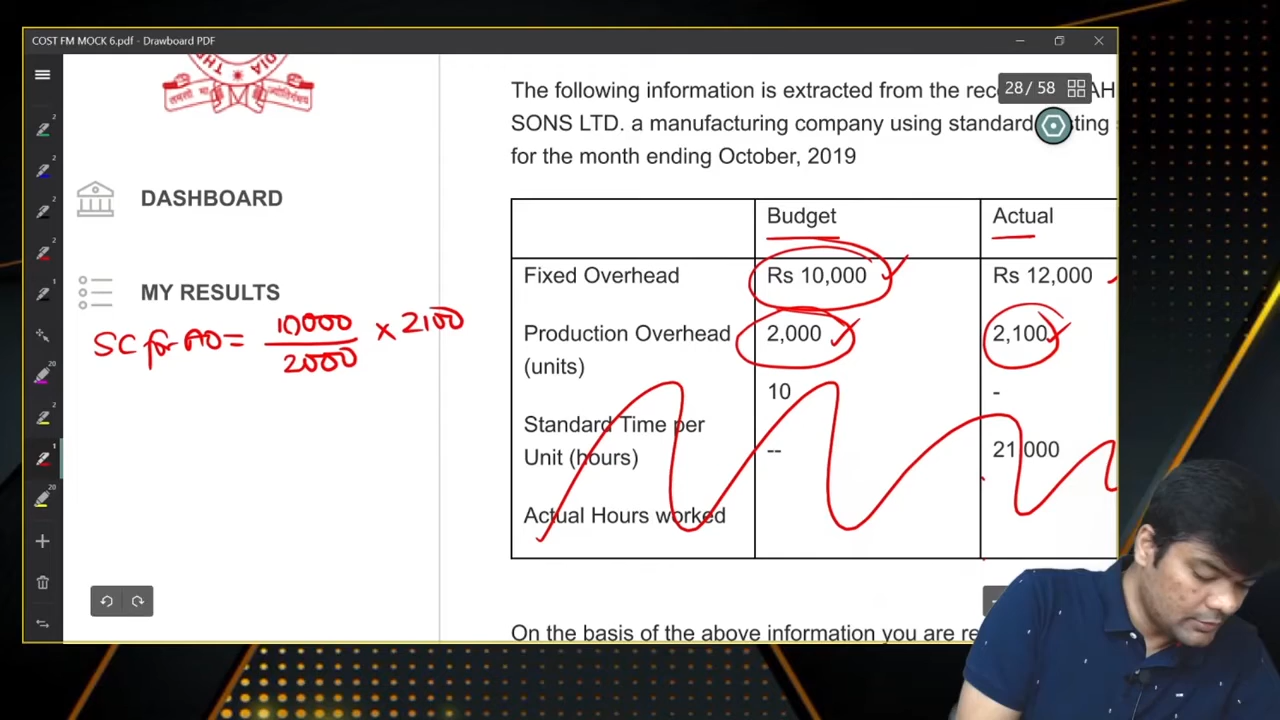 COST FM MOCK 6.pdf - Drawboard PDF
28 / 58
The following information is extracted from the rec AH
SONS LTD. a manufacturing company using standard sting
for the month ending October, 2019
DASHBOARD
MY RESULTS
SC for AO = 10000 / 2000 × 2100
Budget Actual
Fixed Overhead Rs 10,000 Rs 12,000
Production Overhead 2,000 2,100
(units)
10 -
Standard Time per
Unit (hours) -- 21,000
Actual Hours worked
On the basis of the above information you are re